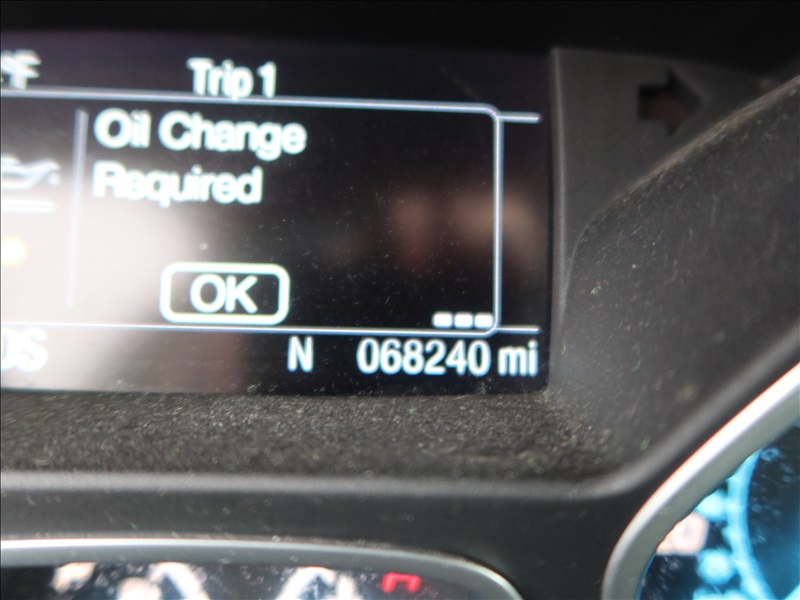 °F Trip 1
Oil Change
Required
OK
N 068240 mi